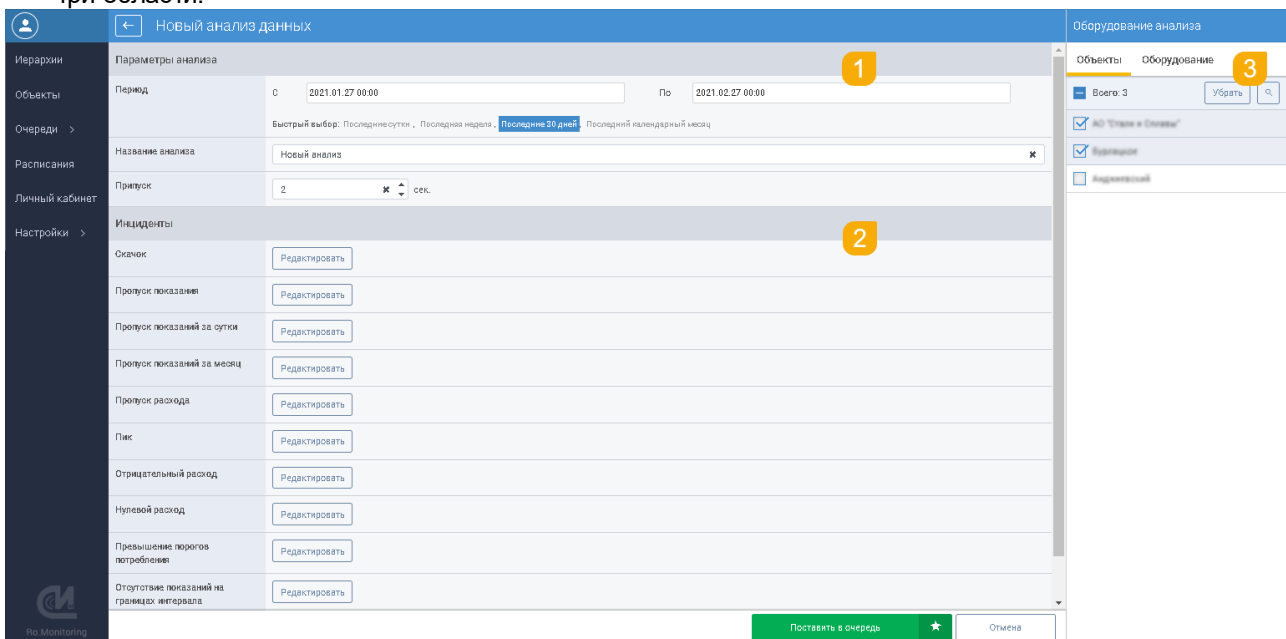 три области:
Новый анализ данных
Оборудование анализа
Иерархии
Объекты
Очереди >
Расписания
Личный кабинет
Настройки >
Параметры анализа
1
Период
С 2021.01.27 00:00 По 2021.02.27 00:00
Быстрый выбор: Последние сутки , Последняя неделя , Последние 30 дней , Последний календарный месяц
Название анализа
Новый анализ
Припуск
2 сек.
Инциденты
2
Скачок Редактировать
Пропуск показания Редактировать
Пропуск показаний за сутки Редактировать
Пропуск показаний за месяц Редактировать
Пропуск расхода Редактировать
Пик Редактировать
Отрицательный расход Редактировать
Нулевой расход Редактировать
Превышение порогов
потребления
Редактировать
Отсутствие показаний на
границах интервала
Редактировать
Поставить в очередь Отмена
Объекты Оборудование
3
Всего: 3 Убрать
Rio.Monitoring